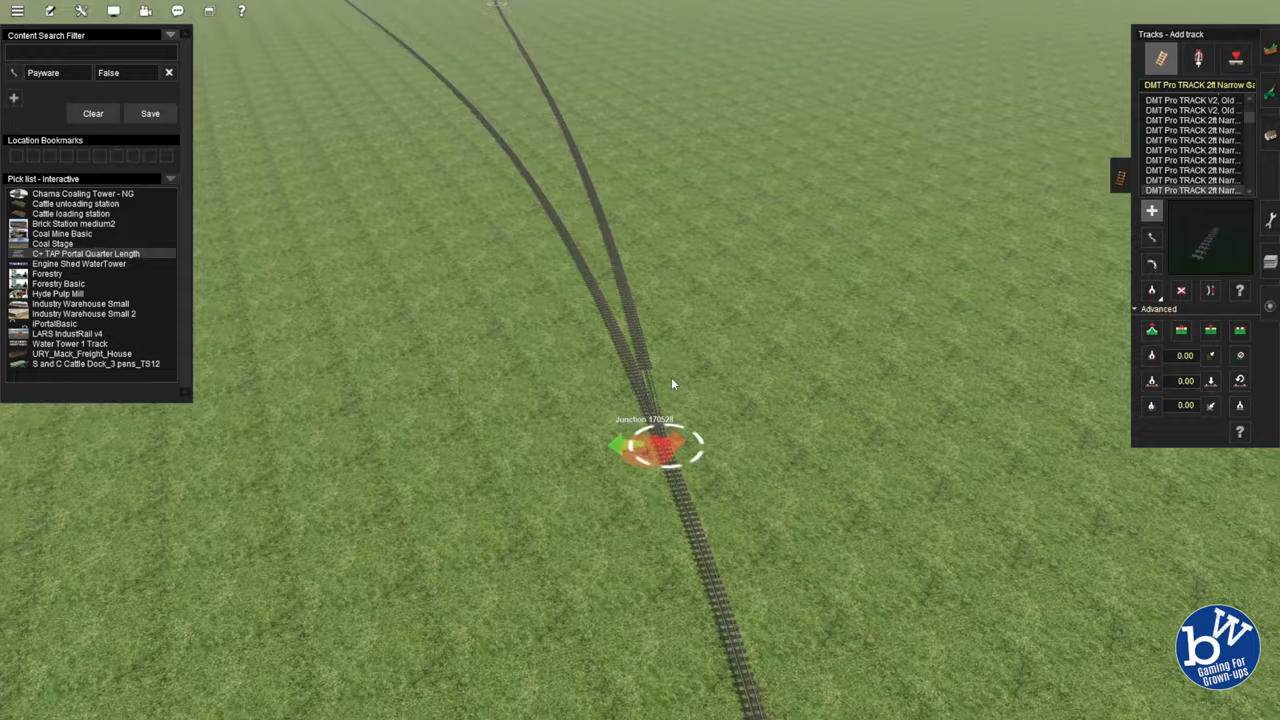 Content Search Filter
Payware False
Clear Save
Location Bookmarks
Pick list - Interactive
Chama Coaling Tower - NG
Cattle unloading station
Cattle loading station
Brick Station medium2
Coal Mine Basic
Coal Stage
C+ TAP Portal Quarter Length
Engine Shed WaterTower
Forestry
Forestry Basic
Hyde Pulp Mill
Industry Warehouse Small
Industry Warehouse Small 2
iPortalBasic
LARS IndustRail v4
Water Tower 1 Track
URY_Mack_Freight_House
S and C Cattle Dock_3 pens_TS12
Junction 170528
Tracks - Add track
DMT Pro TRACK 2ft Narrow Ga
DMT Pro TRACK V2, Old ...
DMT Pro TRACK V2, Old ...
DMT Pro TRACK 2ft Narr...
DMT Pro TRACK 2ft Narr...
DMT Pro TRACK 2ft Narr...
DMT Pro TRACK 2ft Narr...
DMT Pro TRACK 2ft Narr...
DMT Pro TRACK 2ft Narr...
DMT Pro TRACK 2ft Narr...
DMT Pro TRACK 2ft Narr...
Advanced
0.00
0.00
0.00
bW
Gaming For
Grown-ups